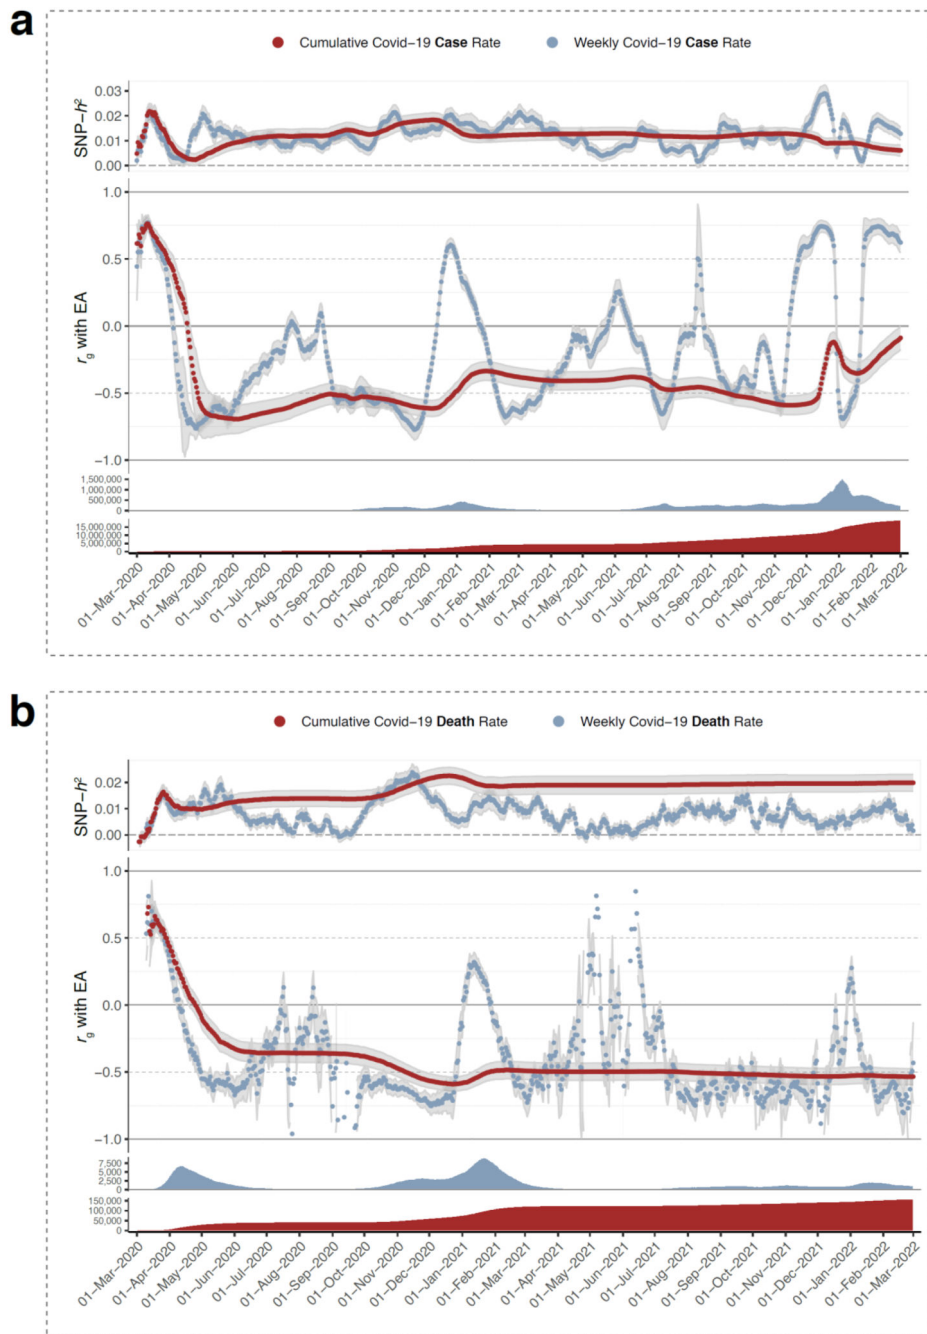 a
Cumulative Covid−19 Case Rate Weekly Covid−19 Case Rate
SNP−h²
0.03
0.02
0.01
0.00
rg with EA
1.0
0.5
0.0
−0.5
−1.0
1,500,000
1,000,000
500,000
0
15,000,000
10,000,000
5,000,000
0
01−Mar−2020
01−Apr−2020
01−May−2020
01−Jun−2020
01−Jul−2020
01−Aug−2020
01−Sep−2020
01−Oct−2020
01−Nov−2020
01−Dec−2020
01−Jan−2021
01−Feb−2021
01−Mar−2021
01−Apr−2021
01−May−2021
01−Jun−2021
01−Jul−2021
01−Aug−2021
01−Sep−2021
01−Oct−2021
01−Nov−2021
01−Dec−2021
01−Jan−2022
01−Feb−2022
01−Mar−2022
b
Cumulative Covid−19 Death Rate Weekly Covid−19 Death Rate
SNP−h²
0.02
0.01
0.00
rg with EA
1.0
0.5
0.0
−0.5
−1.0
7,500
5,000
2,500
0
150,000
100,000
50,000
0
01−Mar−2020
01−Apr−2020
01−May−2020
01−Jun−2020
01−Jul−2020
01−Aug−2020
01−Sep−2020
01−Oct−2020
01−Nov−2020
01−Dec−2020
01−Jan−2021
01−Feb−2021
01−Mar−2021
01−Apr−2021
01−May−2021
01−Jun−2021
01−Jul−2021
01−Aug−2021
01−Sep−2021
01−Oct−2021
01−Nov−2021
01−Dec−2021
01−Jan−2022
01−Feb−2022
01−Mar−2022